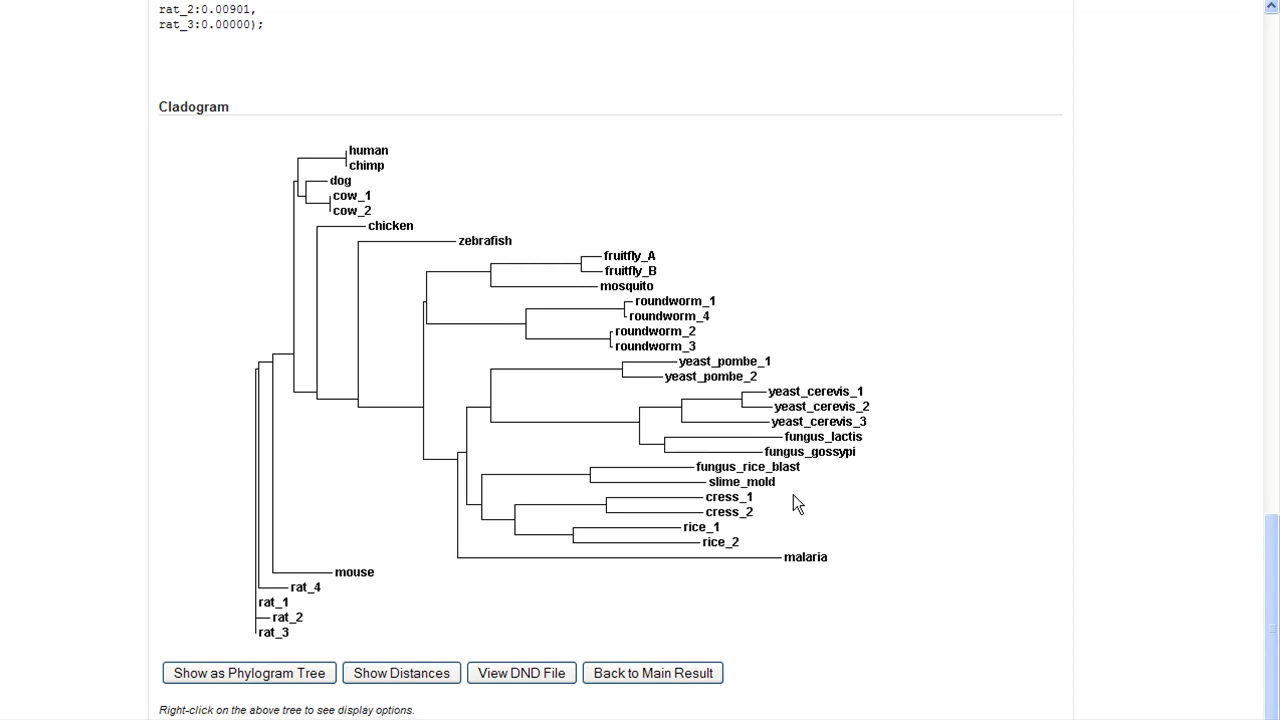 rat_2:0.00901,
rat_3:0.00000);
Cladogram
human
chimp
dog
cow_1
cow_2
chicken
zebrafish
fruitfly_A
fruitfly_B
mosquito
roundworm_1
roundworm_4
roundworm_2
roundworm_3
yeast_pombe_1
yeast_pombe_2
yeast_cerevis_1
yeast_cerevis_2
yeast_cerevis_3
fungus_lactis
fungus_gossypi
fungus_rice_blast
slime_mold
cress_1
cress_2
rice_1
rice_2
malaria
mouse
rat_4
rat_1
rat_2
rat_3
Show as Phylogram Tree Show Distances View DND File Back to Main Result
Right-click on the above tree to see display options.